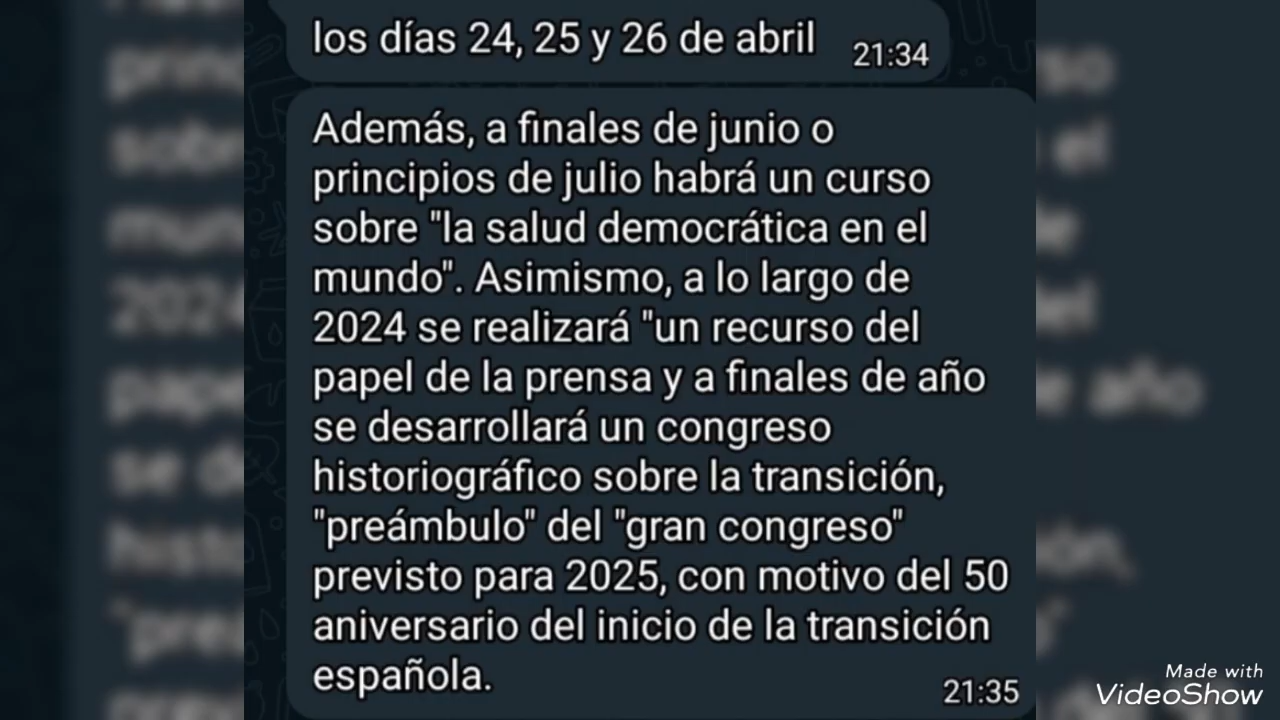 los días 24, 25 y 26 de abril 21:34
Además, a finales de junio o
principios de julio habrá un curso
sobre "la salud democrática en el
mundo". Asimismo, a lo largo de
2024 se realizará "un recurso del
papel de la prensa y a finales de año
se desarrollará un congreso
historiográfico sobre la transición,
"preámbulo" del "gran congreso"
previsto para 2025, con motivo del 50
aniversario del inicio de la transición
española. 21:35
Made with
VideoShow